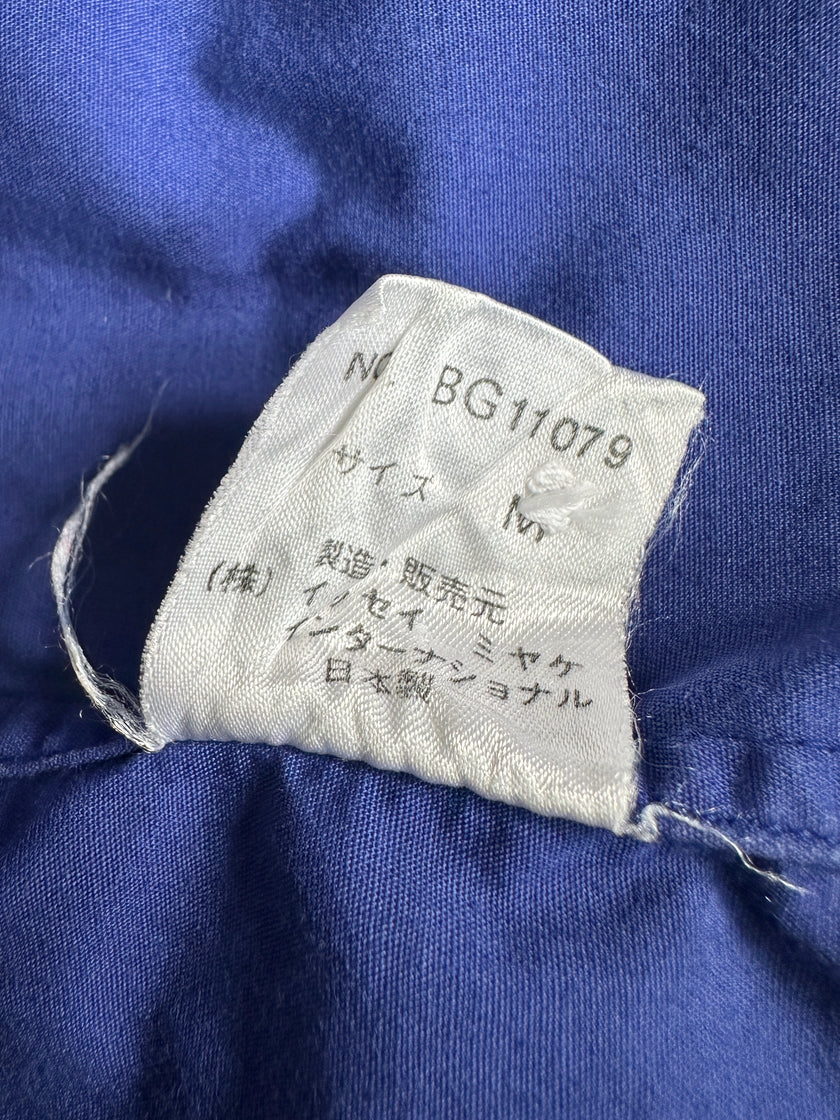 NO. BG11079
サイズ M
製造・販売元
(株) イッセイ ミヤケ
インターナショナル
日本製